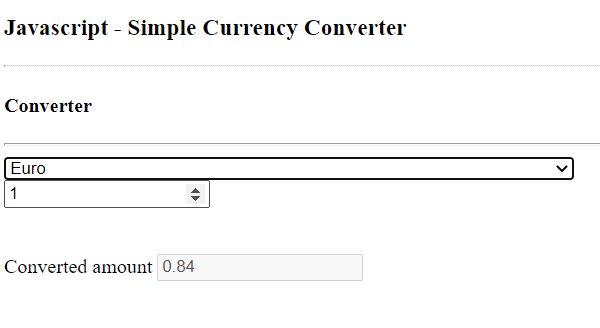 Javascript - Simple Currency Converter
Converter
Euro
1
Converted amount 0.84